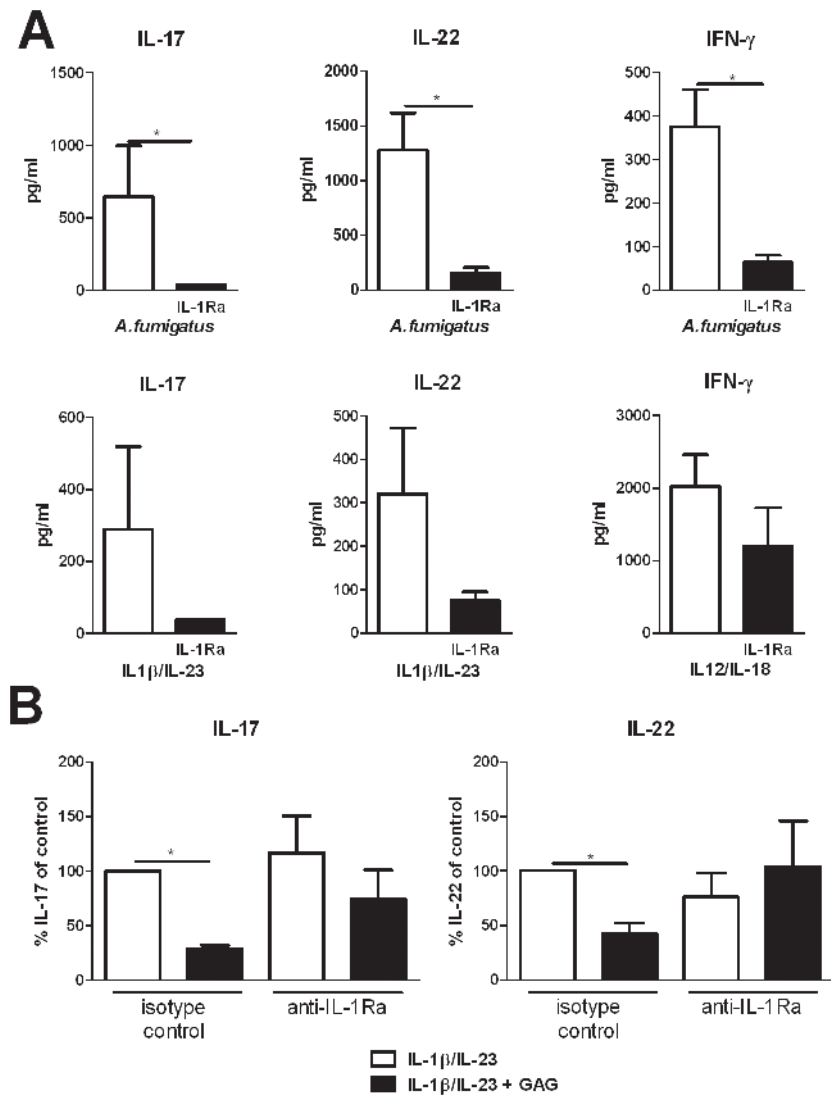 A
IL-17 IL-22 IFN-γ
1500 2000 500
* * *
400
1500
1000
300
pg/ml pg/ml pg/ml
1000
200
500
500
100
0 0 0
IL-1Ra IL-1Ra IL-1Ra
A.fumigatus A.fumigatus A.fumigatus
IL-17 IL-22 IFN-γ
600 500 3000
400
400 2000
300
pg/ml pg/ml pg/ml
200
200 1000
100
0 0 0
IL-1Ra IL-1Ra IL-1Ra
IL1β/IL-23 IL1β/IL-23 IL12/IL-18
B
IL-17 IL-22
200 200
150 150
* *
% IL-17 of control % IL-22 of control
100 100
50 50
0 0
isotype anti-IL-1Ra isotype anti-IL-1Ra
control control
IL-1β/IL-23
IL-1β/IL-23 + GAG